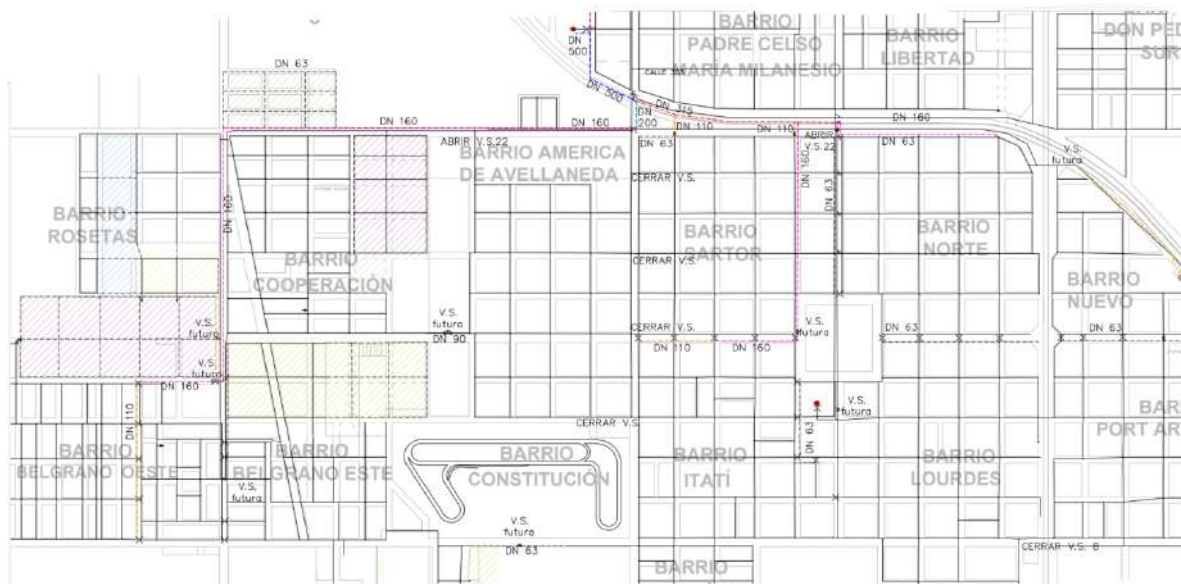 BARRIO
PADRE CELSO
MARÍA MILANESIO
BARRIO
LIBERTAD
DON PED
SUR
DN
500
CALLE 305
DN 63
DN 500
DN 315
DN 160
DN 160
DN
200
DN 110
DN 110
DN 160
ABRIR V.S.22
DN 63
ABRIR
V.S.22
DN 63
V.S.
futura
BARRIO AMERICA
DE AVELLANEDA
CERRAR V.S.
DN 160
DN 63
BARRIO
ROSETAS
DN 160
BARRIO
COOPERACIÓN
BARRIO
SARTOR
BARRIO
NORTE
CERRAR V.S.
BARRIO
NUEVO
V.S.
futura
V.S.
futura
DN 90
CERRAR V.S.
DN 110
DN 160
V.S.
futura
DN 63
DN 63
V.S.
futura
DN 160
DN 110
CERRAR V.S.
V.S.
futura
BAR
PORT AR
DN 63
BARRIO
BELGRANO OESTE
BARRIO
BELGRANO ESTE
BARRIO
CONSTITUCIÓN
BARRIO
ITATÍ
BARRIO
LOURDES
V.S.
futura
V.S.
futura
DN 63
CERRAR V.S. 8
BARRIO